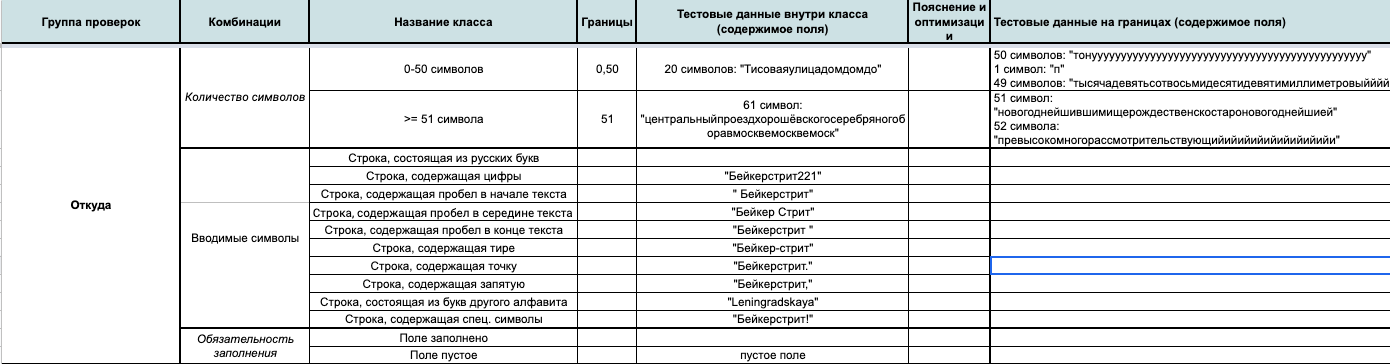 Группа проверок
Комбинации
Название класса
Границы
Тестовые данные внутри класса
(содержимое поля)
Пояснение и
оптимизаци
и
Тестовые данные на границах (содержимое поля)
Откуда
Количество символов
0-50 символов
0,50
20 символов: "Тисоваяулицадомдомдо"
50 символов: "тонуууууууууууууууууууууууууууууууууууууууууууууу"
1 символ: "п"
49 символов: "тысячадевятьсотвосьмидесятидевятимиллиметровыйййй
>= 51 символа
51
61 символ:
"центральныйпроездхорошёвскогосеребряногоб
оравмосквемосквемоск"
51 символ:
"новогоднейшившимищерождественскостароновогоднейшией"
52 символа:
"превысокомногорассмотрительствующийййййййййййййййййи"
Вводимые символы
Строка, состоящая из русских букв
Строка, содержащая цифры
"Бейкерстрит221"
Строка, содержащая пробел в начале текста
" Бейкерстрит"
Строка, содержащая пробел в середине текста
"Бейкер Стрит"
Строка, содержащая пробел в конце текста
"Бейкерстрит "
Строка, содержащая тире
"Бейкер-стрит"
Строка, содержащая точку
"Бейкерстрит."
Строка, содержащая запятую
"Бейкерстрит,"
Строка, состоящая из букв другого алфавита
"Leningradskaya"
Строка, содержащая спец. символы
"Бейкерстрит!"
Обязательность
заполнения
Поле заполнено
Поле пустое
пустое поле